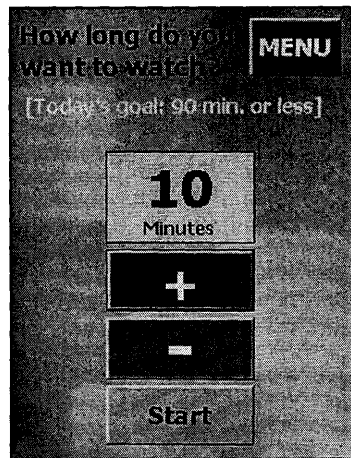 How long do you
want to watch?
MENU
[Today's goal: 90 min. or less]
10
Minutes
+
-
Start